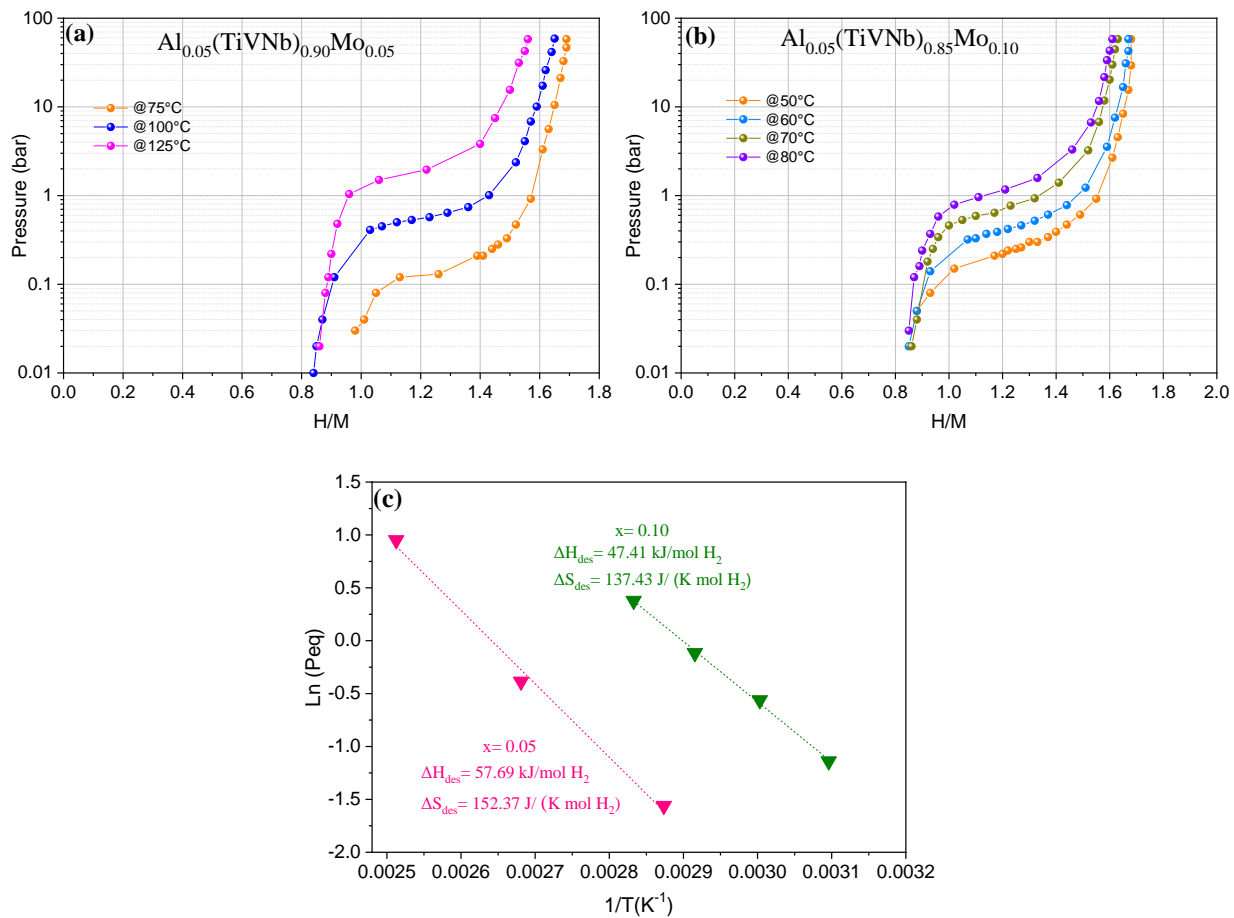 (a)
Al0.05(TiVNb)0.90Mo0.05
@75°C
@100°C
@125°C
100
10
1
0.1
0.01
Pressure (bar)
0.0 0.2 0.4 0.6 0.8 1.0 1.2 1.4 1.6 1.8
H/M
(b)
Al0.05(TiVNb)0.85Mo0.10
@50°C
@60°C
@70°C
@80°C
100
10
1
0.1
0.01
Pressure (bar)
0.0 0.2 0.4 0.6 0.8 1.0 1.2 1.4 1.6 1.8 2.0
H/M
(c)
x= 0.10
ΔHdes= 47.41 kJ/mol H2
ΔSdes= 137.43 J/ (K mol H2)
x= 0.05
ΔHdes= 57.69 kJ/mol H2
ΔSdes= 152.37 J/ (K mol H2)
1.5
1.0
0.5
0.0
-0.5
-1.0
-1.5
-2.0
Ln (Peq)
0.0025 0.0026 0.0027 0.0028 0.0029 0.0030 0.0031 0.0032
1/T(K-1)